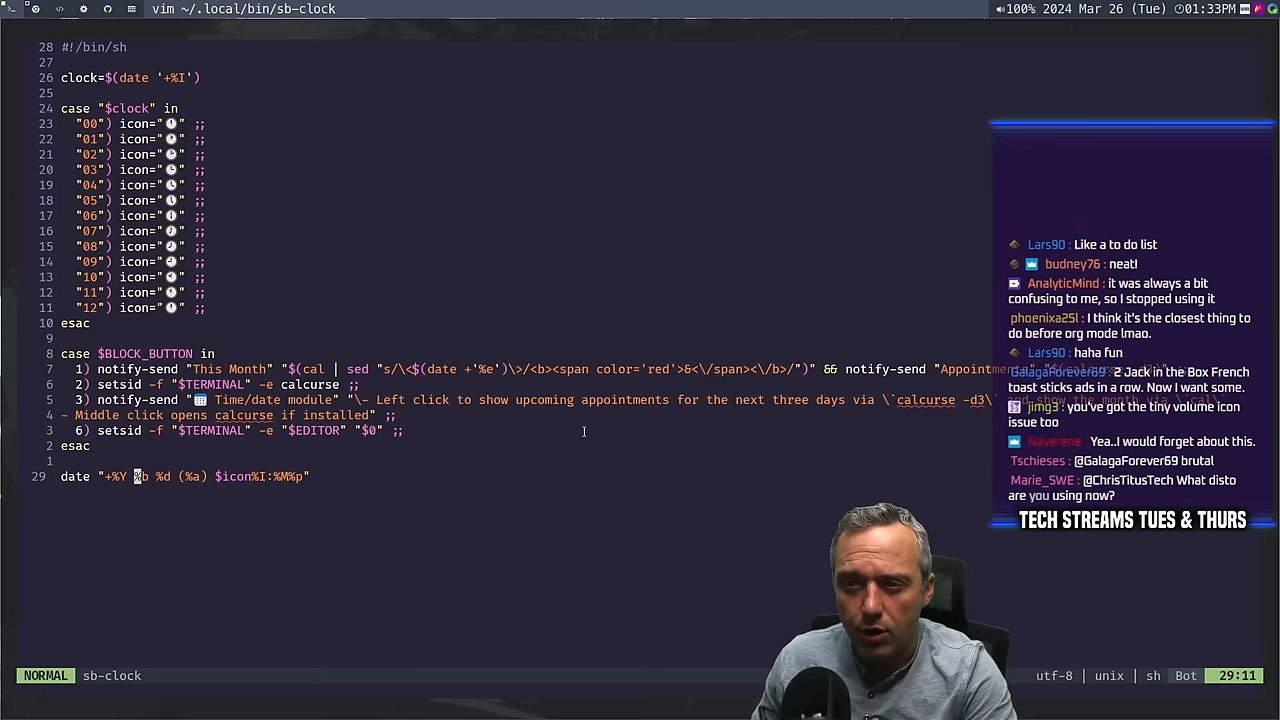 vim ~/.local/bin/sb-clock
100% 2024 Mar 26 (Tue) 🕐01:33PM
28 #!/bin/sh
27
26 clock=$(date '+%I')
25
24 case "$clock" in
23 "00") icon="🕛" ;;
22 "01") icon="🕐" ;;
21 "02") icon="🕑" ;;
20 "03") icon="🕒" ;;
19 "04") icon="🕓" ;;
18 "05") icon="🕔" ;;
17 "06") icon="🕕" ;;
16 "07") icon="🕖" ;;
15 "08") icon="🕗" ;;
14 "09") icon="🕘" ;;
13 "10") icon="🕙" ;;
12 "11") icon="🕚" ;;
11 "12") icon="🕛" ;;
10 esac
9
8 case $BLOCK_BUTTON in
7 1) notify-send "This Month" "$(cal | sed "s/\<$(date +'%e')\>/<b><span color='red'>&<\/span><\/b>/")" && notify-send "Appointments"
6 2) setsid -f "$TERMINAL" -e calcurse ;;
5 3) notify-send "📅 Time/date module" "\- Left click to show upcoming appointments for the next three days via \`calcurse -d3\` and show the month via \`cal\`
4 - Middle click opens calcurse if installed" ;;
3 6) setsid -f "$TERMINAL" -e "$EDITOR" "$0" ;;
2 esac
1
29 date "+%Y %b %d (%a) $icon%I:%M%p"
Lars90 : Like a to do list
budney76 : neat!
AnalyticMind : it was always a bit
confusing to me, so I stopped using it
phoenixa25l : I think it's the closest thing to
do before org mode lmao.
Lars90 : haha fun
GalagaForever69 : 2 Jack in the Box French
toast sticks ads in a row. Now I want some.
jimg3 : you've got the tiny volume icon
issue too
Naverene : Yea..I would forget about this.
Tschieses : @GalagaForever69 brutal
Marie_SWE : @ChrisTitusTech What disto
are you using now?
TECH STREAMS TUES & THURS
NORMAL sb-clock
utf-8 | unix | sh Bot 29:11